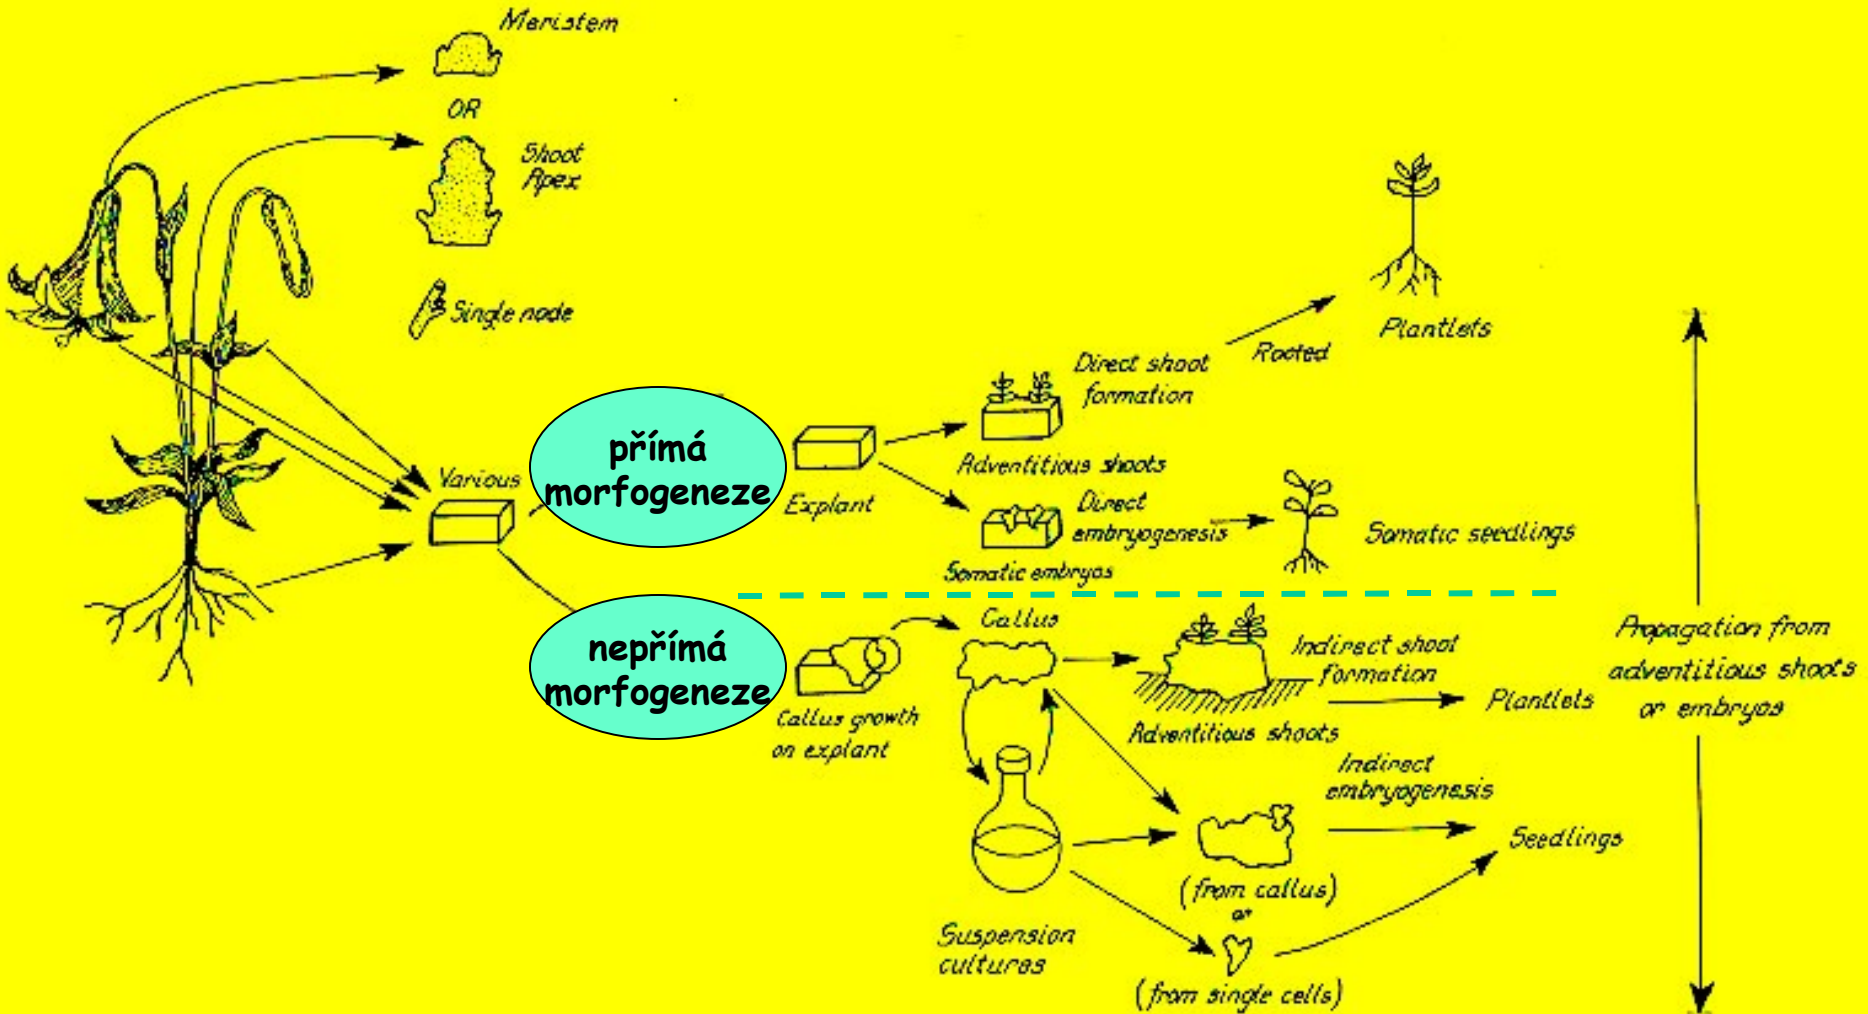 Meristem
OR
Shoot
Apex
Single node
Various
přímá
morfogeneze
Explant
Direct shoot
formation
Adventitious shoots
Rooted
Plantlets
Direct
embryogenesis
Somatic embryos
Somatic seedlings
nepřímá
morfogeneze
Callus growth
on explant
Callus
Indirect shoot
formation
Adventitious shoots
Plantlets
Indirect
embryogenesis
(from callus)
or
(from single cells)
Seedlings
Suspension
cultures
Propagation from
adventitious shoots
or embryos